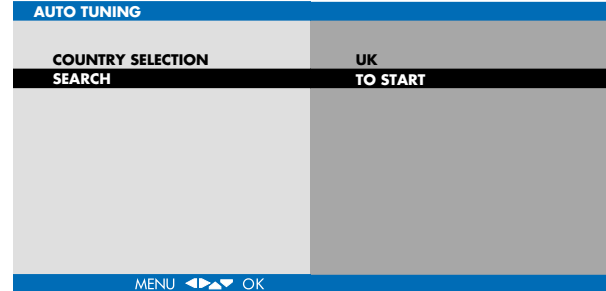 AUTO TUNING
COUNTRY SELECTION UK
SEARCH TO START
MENU ◀▶▲▼ OK